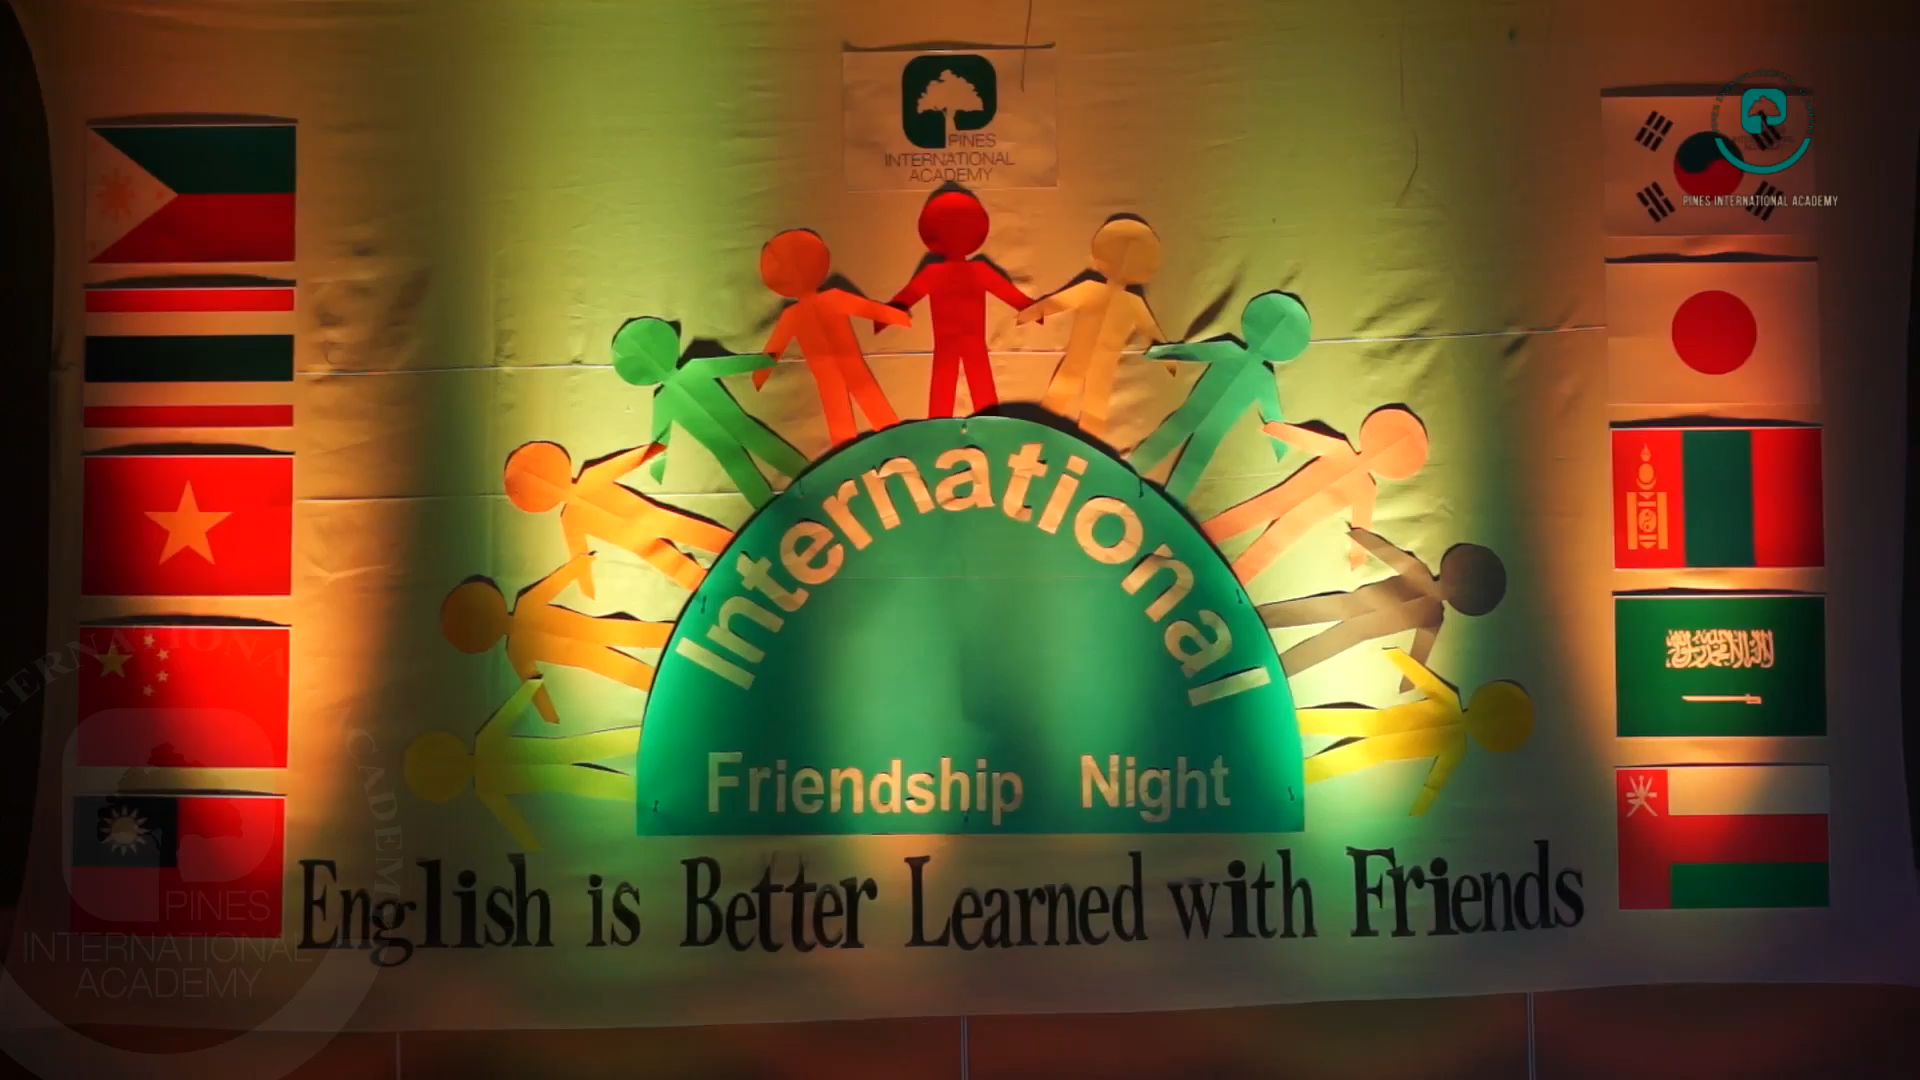 PINES
INTERNATIONAL
ACADEMY
PINES INTERNATIONAL ACADEMY
International
Friendship Night
English is Better Learned with Friends
PINES
INTERNATIONAL
ACADEMY